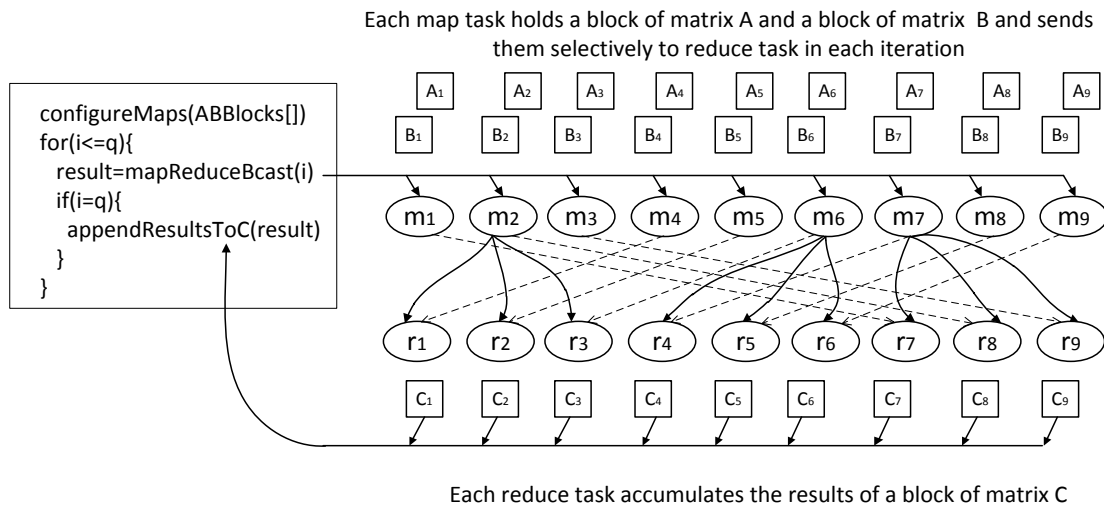 Each map task holds a block of matrix A and a block of matrix B and sends
them selectively to reduce task in each iteration
A1 A2 A3 A4 A5 A6 A7 A8 A9
B1 B2 B3 B4 B5 B6 B7 B8 B9
configureMaps(ABBlocks[])
for(i<=q){
result=mapReduceBcast(i)
if(i=q){
appendResultsToC(result)
}
}
m1 m2 m3 m4 m5 m6 m7 m8 m9
r1 r2 r3 r4 r5 r6 r7 r8 r9
C1 C2 C3 C4 C5 C6 C7 C8 C9
Each reduce task accumulates the results of a block of matrix C